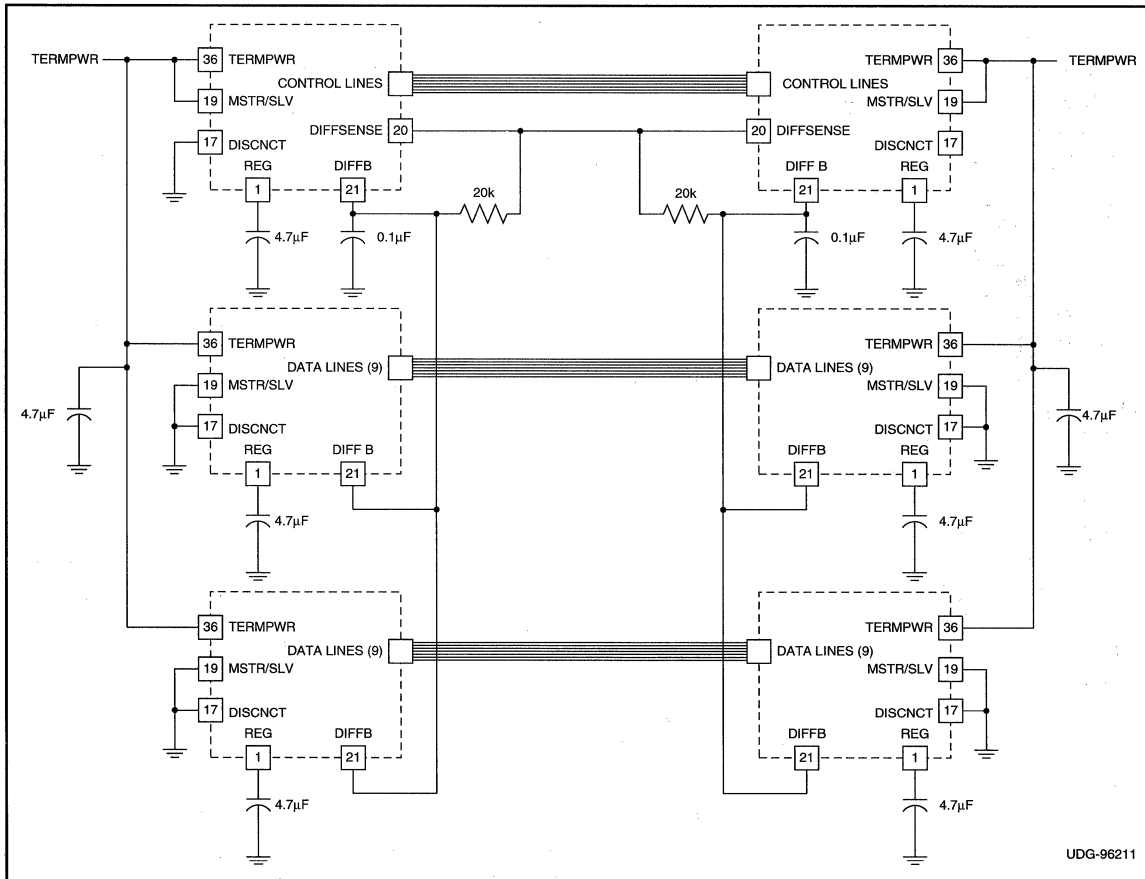 TERMPWR 36 TERMPWR TERMPWR 36 TERMPWR
CONTROL LINES CONTROL LINES
19 MSTR/SLV MSTR/SLV 19
DIFFSENSE 20 20 DIFFSENSE
17 DISCNCT DISCNCT 17
REG DIFFB DIFF B REG
1 21 21 1
20k 20k
4.7µF 0.1µF 0.1µF 4.7µF
36 TERMPWR TERMPWR 36
DATA LINES (9) DATA LINES (9)
19 MSTR/SLV MSTR/SLV 19
4.7µF 4.7µF
17 DISCNCT DISCNCT 17
REG DIFF B DIFFB REG
1 21 21 1
4.7µF 4.7µF
36 TERMPWR TERMPWR 36
DATA LINES (9) DATA LINES (9)
19 MSTR/SLV MSTR/SLV 19
17 DISCNCT DISCNCT 17
REG DIFFB DIFFB REG
1 21 21 1
4.7µF 4.7µF
UDG-96211